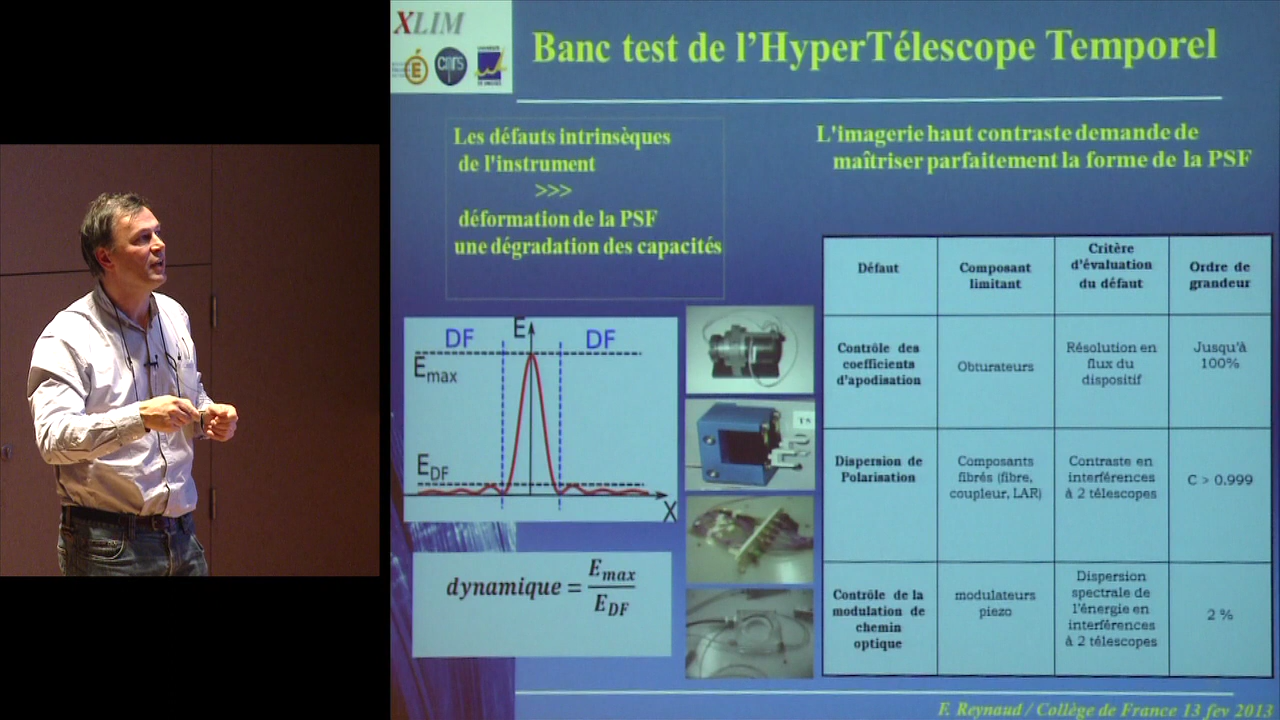 XLIM
cnrs
Banc test de l'HyperTélescope Temporel
Les défauts intrinsèques
de l'instrument
>>>
déformation de la PSF
une dégradation des capacités
L'imagerie haut contraste demande de
maîtriser parfaitement la forme de la PSF
DF E DF
Emax
EDF
X
dynamique = Emax / EDF
Défaut
Composant
limitant
Critère
d'évaluation
du défaut
Ordre de
grandeur
Contrôle des
coefficients
d'apodisation
Obturateurs
Résolution en
flux du
dispositif
Jusqu'à
100%
Dispersion de
Polarisation
Composants
fibrés (fibre,
coupleur, LAR)
Contraste en
interférences
à 2 télescopes
C > 0.999
Contrôle de la
modulation de
chemin
optique
modulateurs
piezo
Dispersion
spectrale de
l'énergie en
interférences
à 2 télescopes
2 %
F. Reynaud / Collège de France 13 fev 2013